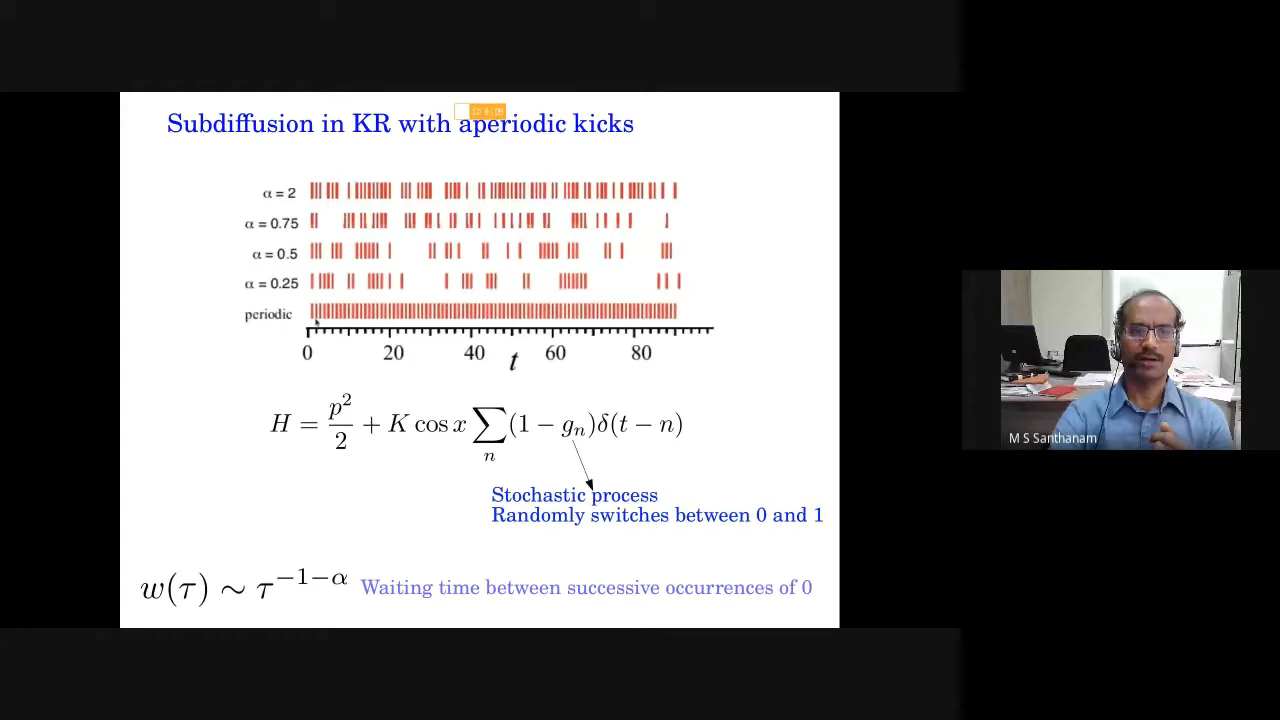 Subdiffusion in KR with aperiodic kicks
α = 2
α = 0.75
α = 0.5
α = 0.25
periodic
0 20 40 60 80
t
H = p²/2 + K cos x ∑ₙ (1 − gₙ)δ(t − n)
Stochastic process
Randomly switches between 0 and 1
w(τ) ∼ τ^{−1−α} Waiting time between successive occurrences of 0
M S Santhanam